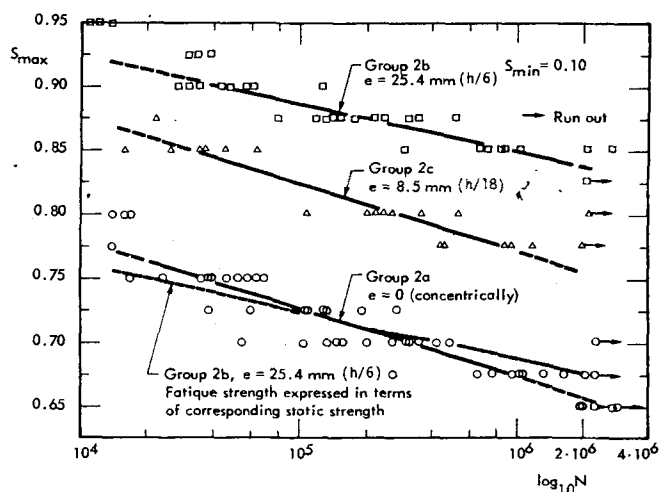 0.95
S max
0.90
0.85
0.80
0.75
0.70
0.65
Group 2b
e = 25.4 mm (h/6)
S min = 0.10
Run out
Group 2c
e = 8.5 mm (h/18)
Group 2a
e = 0 (concentrically)
Group 2b, e = 25.4 mm (h/6)
Fatique strength expressed in terms
of corresponding static strength
10^4
10^5
10^6
2·10^6
4·10^6
log10N